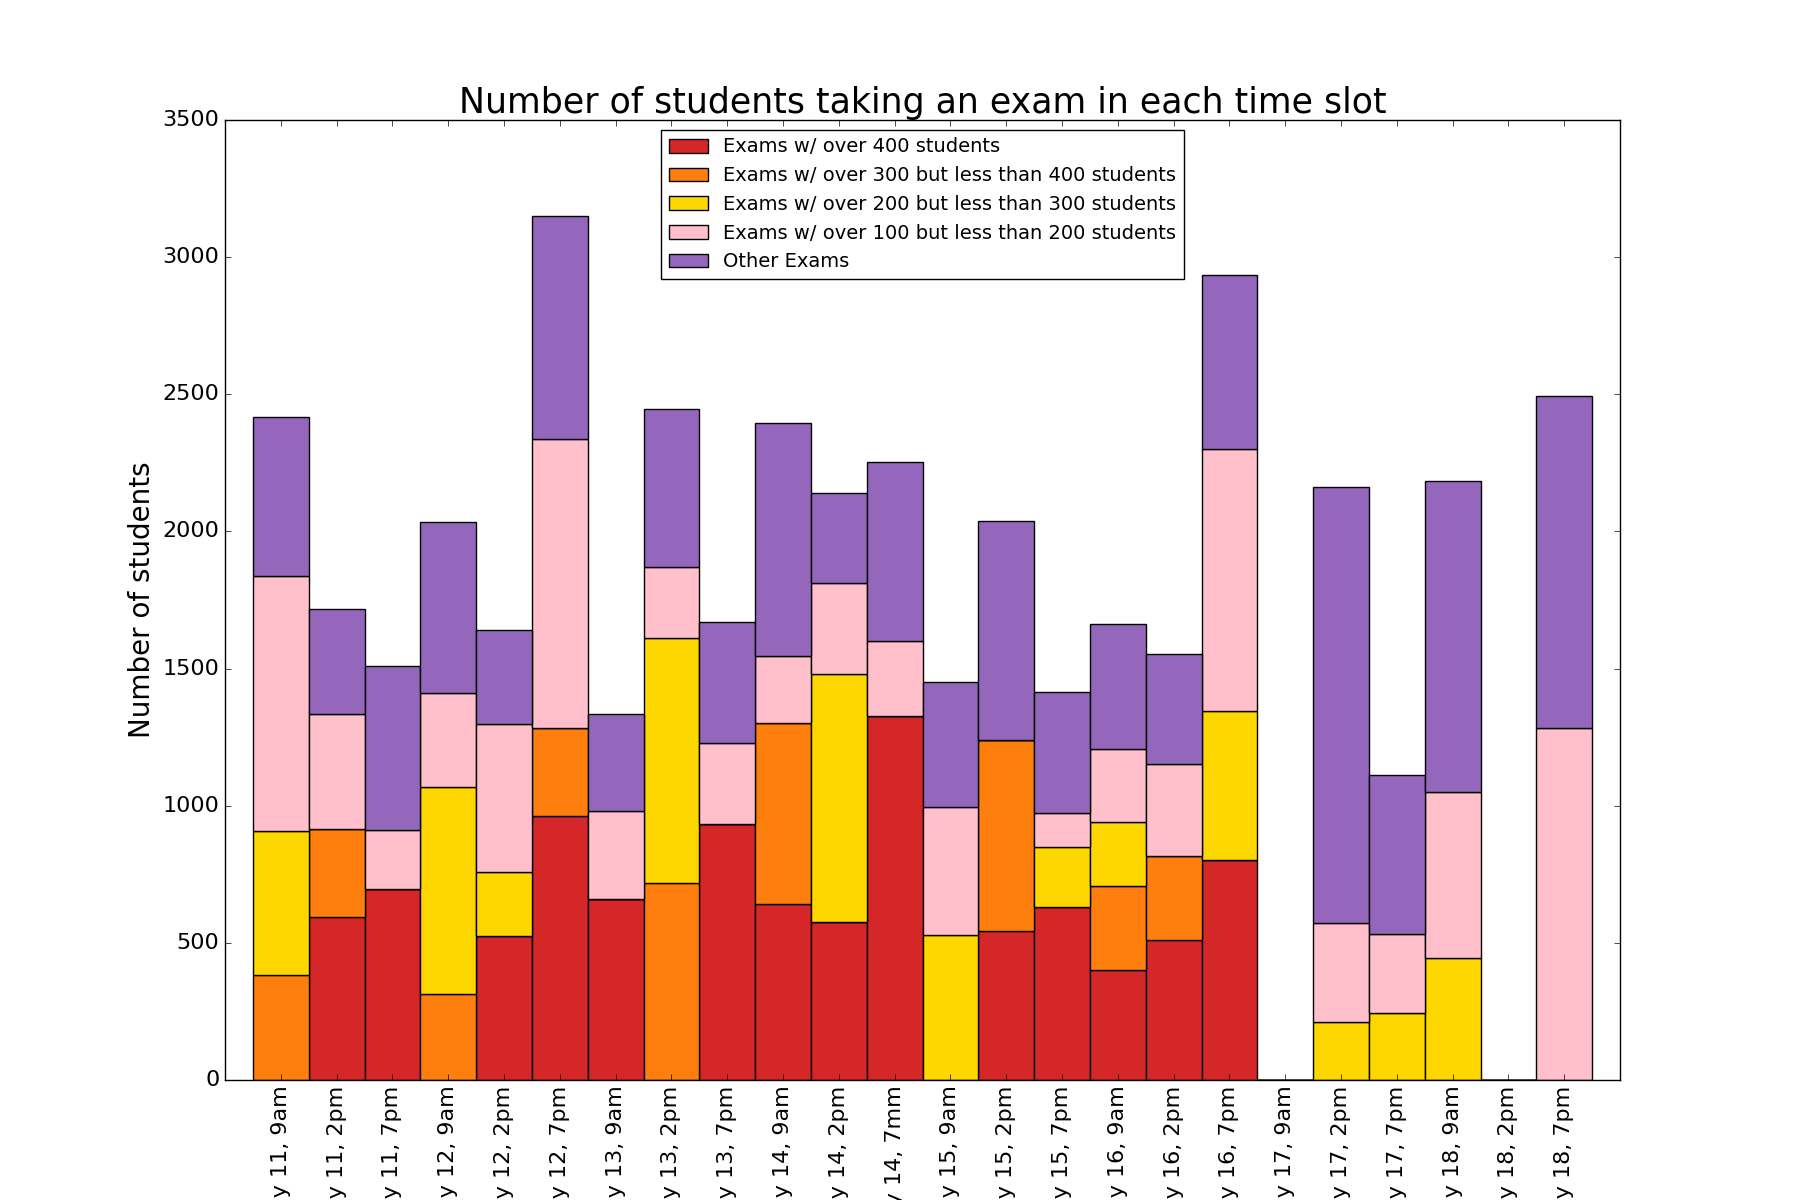 Number of students taking an exam in each time slot
Exams w/ over 400 students
Exams w/ over 300 but less than 400 students
Exams w/ over 200 but less than 300 students
Exams w/ over 100 but less than 200 students
Other Exams
Number of students
3500
3000
2500
2000
1500
1000
500
0
y 11, 9am
y 11, 2pm
y 11, 7pm
y 12, 9am
y 12, 2pm
y 12, 7pm
y 13, 9am
y 13, 2pm
y 13, 7pm
y 14, 9am
y 14, 2pm
y 14, 7mm
y 15, 9am
y 15, 2pm
y 15, 7pm
y 16, 9am
y 16, 2pm
y 16, 7pm
y 17, 9am
y 17, 2pm
y 17, 7pm
y 18, 9am
y 18, 2pm
y 18, 7pm